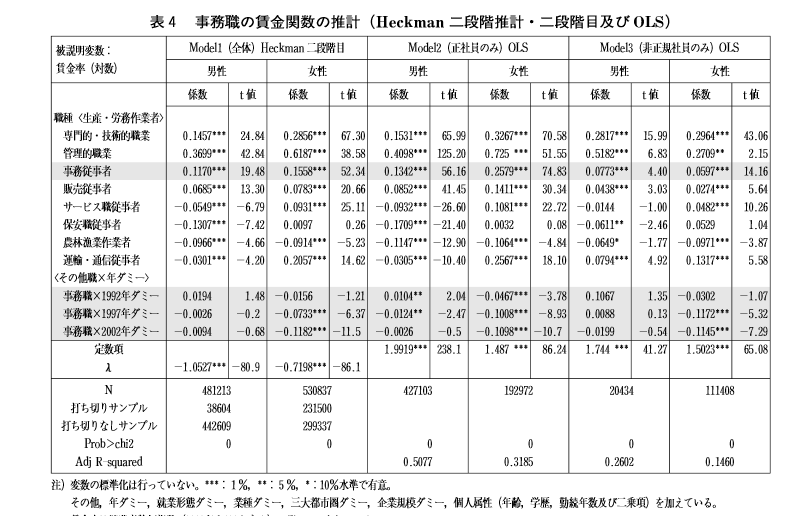 表4 事務職の賃金関数の推計（Heckman 二段階推計・二段階目及び OLS）
被説明変数： Model1（全体）Heckman 二段階目 Model2（正社員のみ）OLS Model3（非正規社員のみ）OLS
賃金率（対数） 男性 女性 男性 女性 男性 女性
係数 t 値 係数 t 値 係数 t 値 係数 t 値 係数 t 値 係数 t 値
職種〈生産・労務作業者〉
専門的・技術的職業 0.1457*** 24.84 0.2856*** 67.30 0.1531*** 65.99 0.3267*** 70.58 0.2817*** 15.99 0.2964*** 43.06
管理的職業 0.3699*** 42.84 0.6187*** 38.58 0.4098*** 125.20 0.725 *** 51.55 0.5182*** 6.83 0.2709** 2.15
事務従事者 0.1170*** 19.48 0.1558*** 52.34 0.1342*** 56.16 0.2579*** 74.83 0.0773*** 4.40 0.0597*** 14.16
販売従事者 0.0685*** 13.30 0.0783*** 20.66 0.0852*** 41.45 0.1411*** 30.34 0.0438*** 3.03 0.0274*** 5.64
サービス職従事者 −0.0549*** −6.79 0.0931*** 25.11 −0.0932*** −26.60 0.1081*** 22.72 −0.0144 −1.00 0.0482*** 10.26
保安職従事者 −0.1307*** −7.42 0.0097 0.26 −0.1709*** −21.40 0.0032 0.08 −0.0611** −2.46 0.0529 1.04
農林漁業作業者 −0.0966*** −4.66 −0.0914*** −5.23 −0.1147*** −12.90 −0.1064*** −4.84 −0.0649* −1.77 −0.0971*** −3.87
運輸・通信従事者 −0.0301*** −4.20 0.2057*** 14.62 −0.0305*** −10.40 0.2567*** 18.10 0.0794*** 4.92 0.1317*** 5.58
〈その他職×年ダミー〉
事務職×1992年ダミー 0.0194 1.48 −0.0156 −1.21 0.0104** 2.04 −0.0467*** −3.78 0.1067 1.35 −0.0302 −1.07
事務職×1997年ダミー −0.0026 −0.2 −0.0733*** −6.37 −0.0124** −2.47 −0.1008*** −8.93 0.0088 0.13 −0.1172*** −5.32
事務職×2002年ダミー −0.0094 −0.68 −0.1182*** −11.5 −0.0026 −0.5 −0.1098*** −10.7 −0.0199 −0.54 −0.1145*** −7.29
定数項 1.9919*** 238.1 1.487 *** 86.24 1.744 *** 41.27 1.5023*** 65.08
λ −1.0527*** −80.9 −0.7198*** −86.1
N 481213 530837 427103 192972 20434 111408
打ち切りサンプル 38604 231500
打ち切りなしサンプル 442609 299337
Prob>chi2 0 0 0 0 0 0
Adj R-squared 0.5077 0.3185 0.2602 0.1460
注）変数の標準化は行っていない。***：1％，**：5％，*：10％水準で有意。
その他，年ダミー，就業形態ダミー，業種ダミー，三大都市圏ダミー，企業規模ダミー，個人属性（年齢，学歴，勤続年数及び二乗項）を加えている。